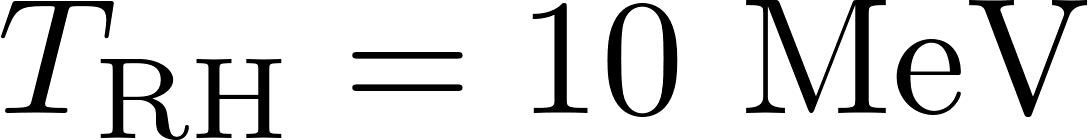 T_RH = 10 MeV